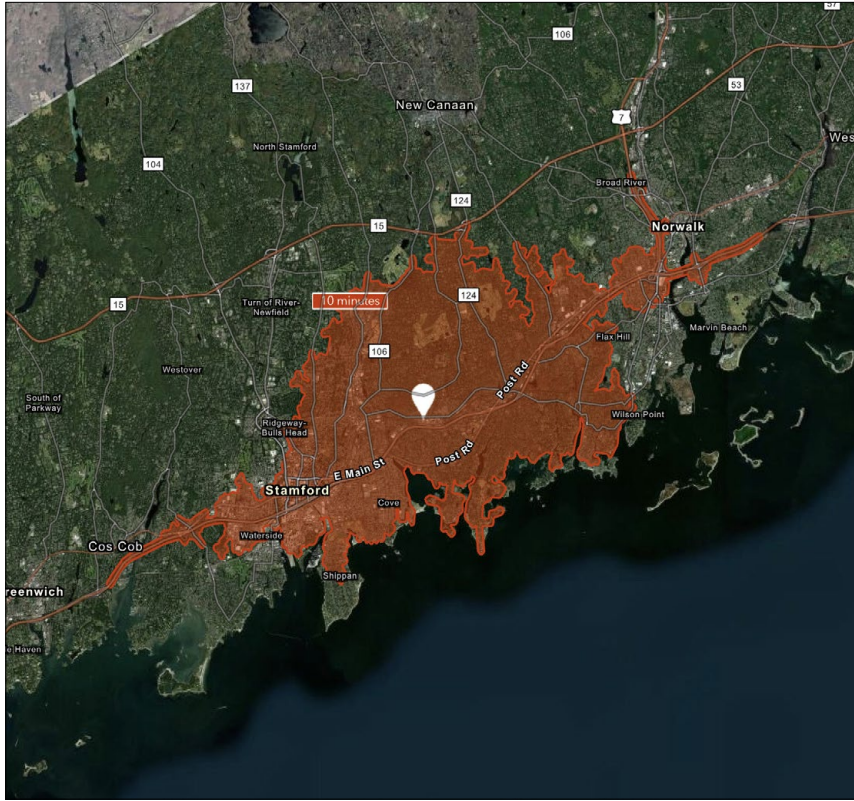 57
106
137
53
New Canaan
7
North Stamford
104
Broad River
124
15
Norwalk
10 minutes
124
15
Turn of River-
Newfield
Marvin Beach
Flax Hill
106
Westover
South of
Parkway
Post Rd
Wilson Point
Ridgeway-
Bulls Head
Post Rd
E Main St
Stamford
Cove
Waterside
Cos Cob
Shippan
reenwich
le Haven